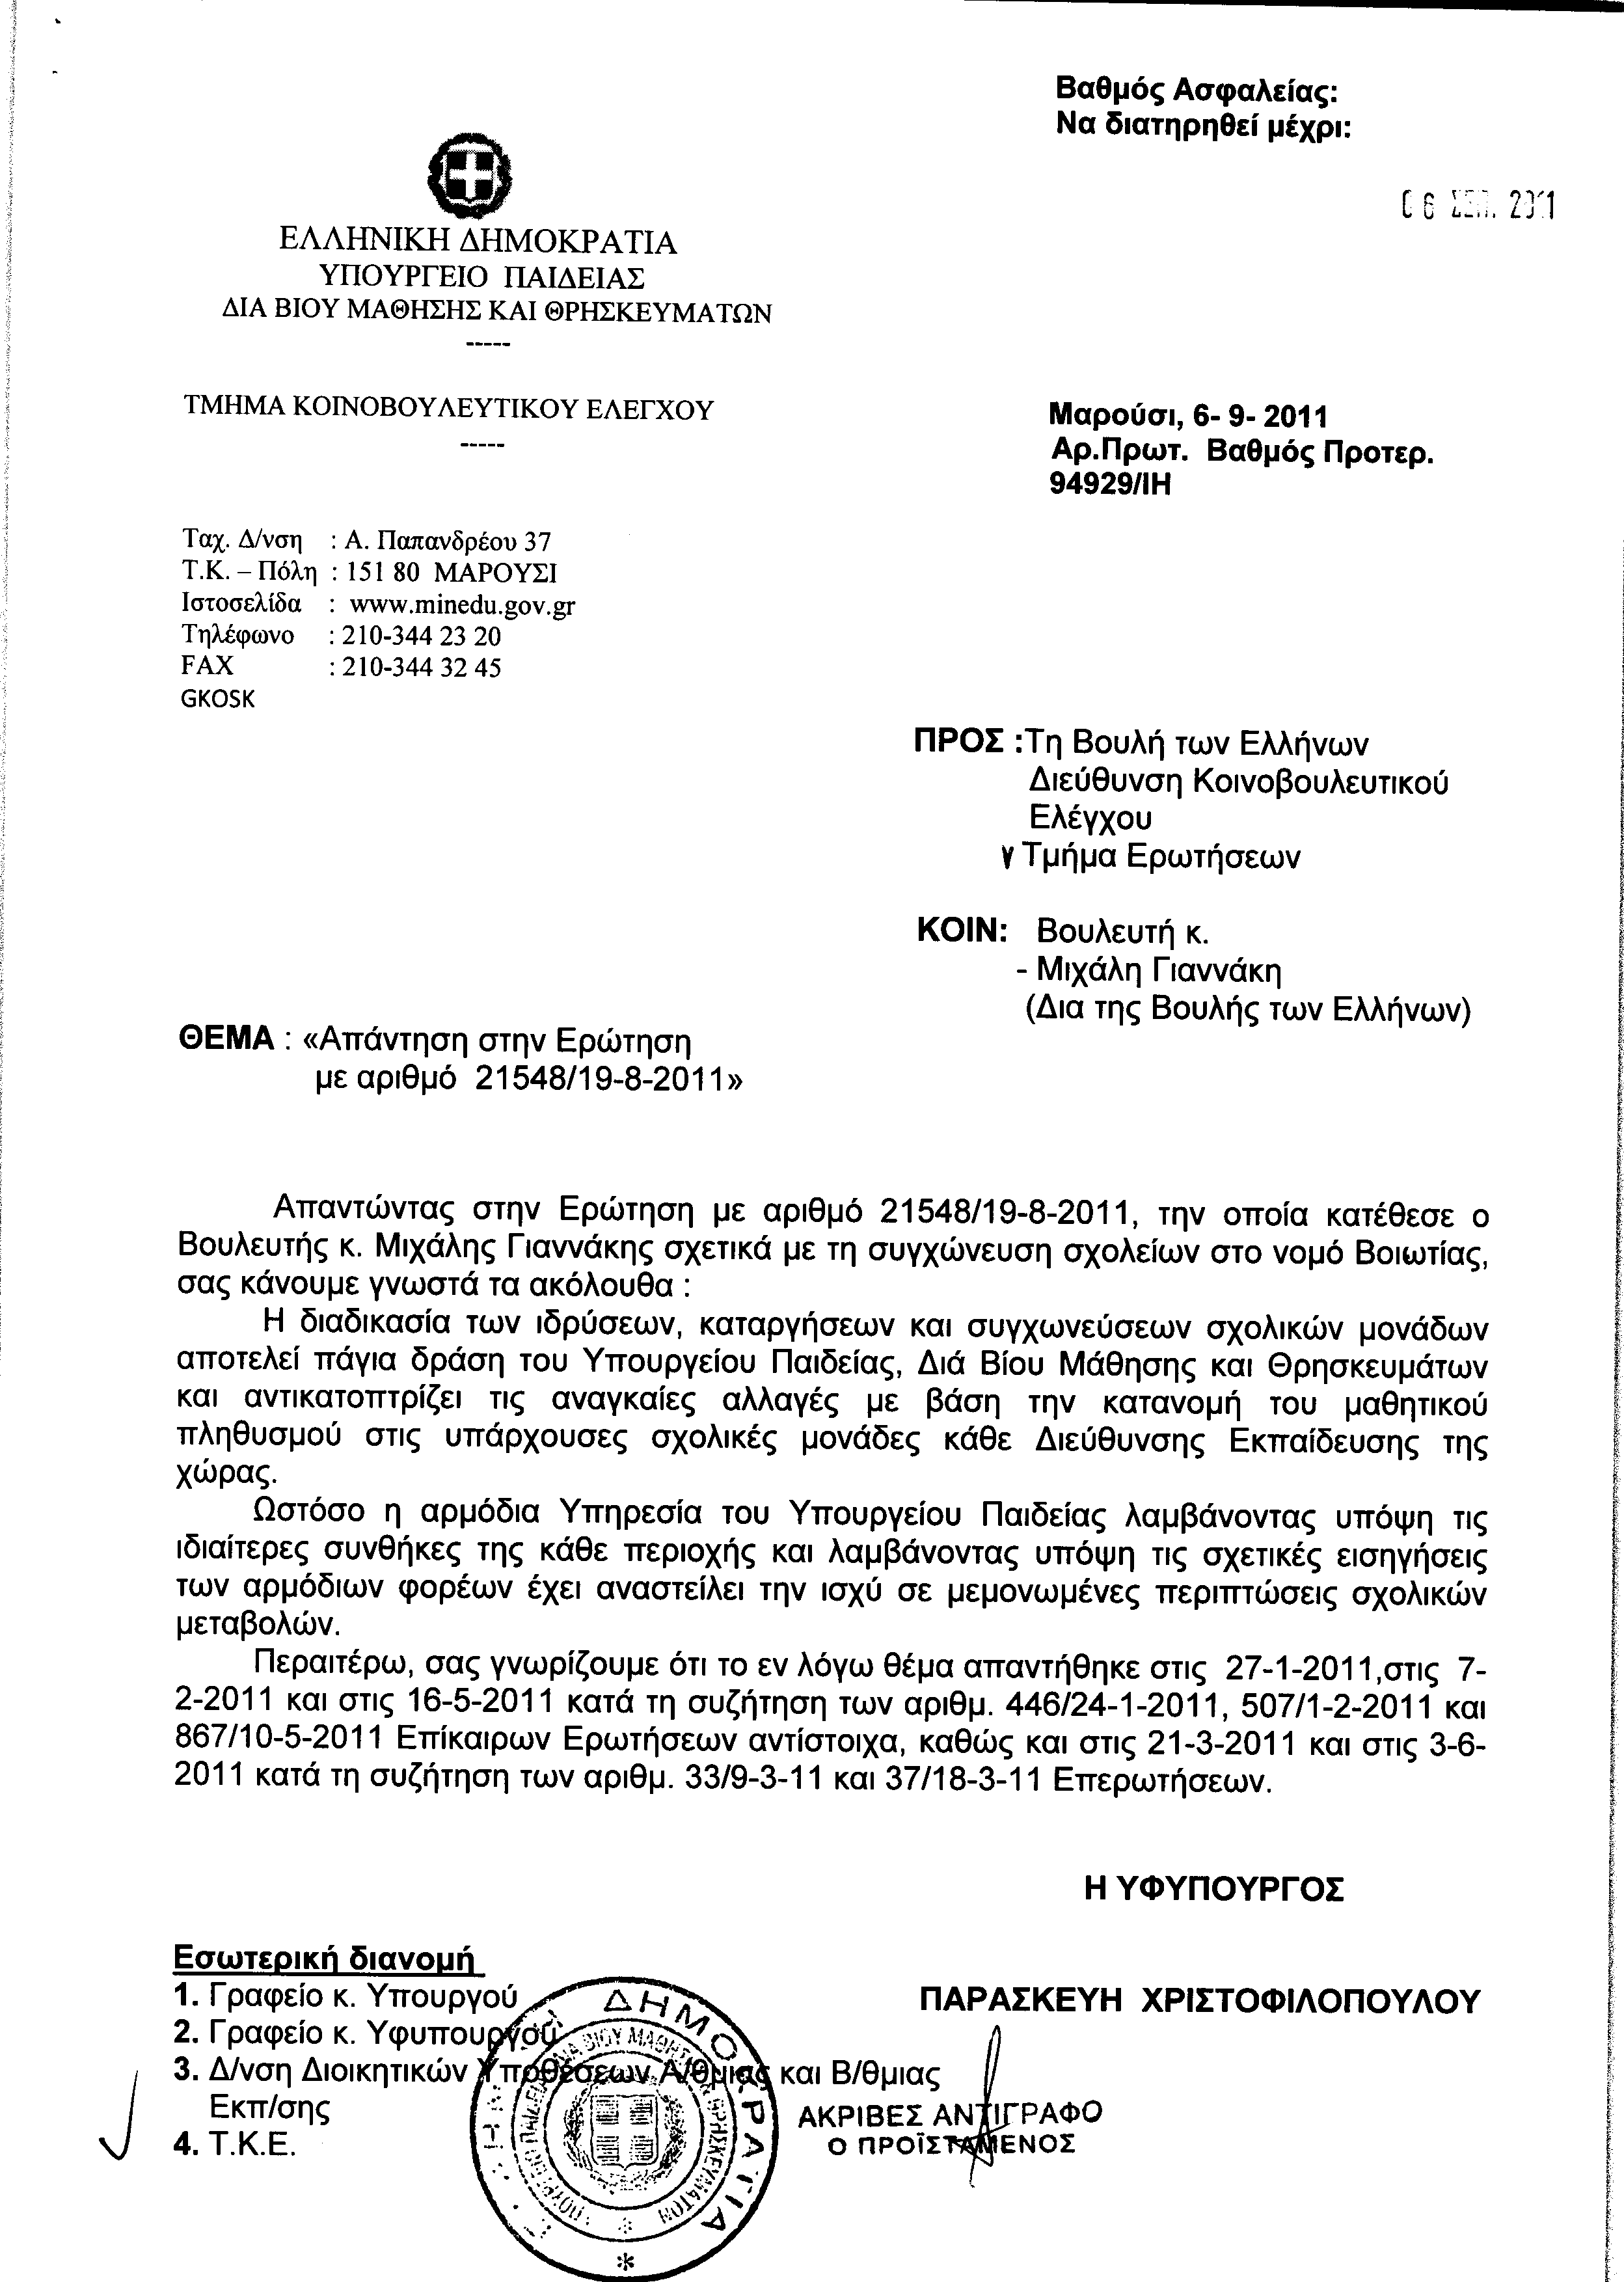 Βαθμός Ασφαλείας:
Να διατηρηθεί μέχρι:
ΕΛΛΗΝΙΚΗ ΔΗΜΟΚΡΑΤΙΑ
ΥΠΟΥΡΓΕΙΟ ΠΑΙΔΕΙΑΣ
ΔΙΑ ΒΙΟΥ ΜΑΘΗΣΗΣ ΚΑΙ ΘΡΗΣΚΕΥΜΑΤΩΝ
-----
ΤΜΗΜΑ ΚΟΙΝΟΒΟΥΛΕΥΤΙΚΟΥ ΕΛΕΓΧΟΥ
-----
Μαρούσι, 6- 9- 2011
Αρ.Πρωτ. Βαθμός Προτερ.
94929/ΙΗ
Ταχ. Δ/νση : Α. Παπανδρέου 37
Τ.Κ. – Πόλη : 151 80 ΜΑΡΟΥΣΙ
Ιστοσελίδα : www.minedu.gov.gr
Τηλέφωνο : 210-344 23 20
FAX : 210-344 32 45
GKOSK
ΠΡΟΣ :Τη Βουλή των Ελλήνων
Διεύθυνση Κοινοβουλευτικού
Ελέγχου
Τμήμα Ερωτήσεων
ΚΟΙΝ: Βουλευτή κ.
- Μιχάλη Γιαννάκη
(Δια της Βουλής των Ελλήνων)
ΘΕΜΑ : «Απάντηση στην Ερώτηση
με αριθμό 21548/19-8-2011»
Απαντώντας στην Ερώτηση με αριθμό 21548/19-8-2011, την οποία κατέθεσε ο
Βουλευτής κ. Μιχάλης Γιαννάκης σχετικά με τη συγχώνευση σχολείων στο νομό Βοιωτίας,
σας κάνουμε γνωστά τα ακόλουθα :
Η διαδικασία των ιδρύσεων, καταργήσεων και συγχωνεύσεων σχολικών μονάδων
αποτελεί πάγια δράση του Υπουργείου Παιδείας, Διά Βίου Μάθησης και Θρησκευμάτων
και αντικατοπτρίζει τις αναγκαίες αλλαγές με βάση την κατανομή του μαθητικού
πληθυσμού στις υπάρχουσες σχολικές μονάδες κάθε Διεύθυνσης Εκπαίδευσης της
χώρας.
Ωστόσο η αρμόδια Υπηρεσία του Υπουργείου Παιδείας λαμβάνοντας υπόψη τις
ιδιαίτερες συνθήκες της κάθε περιοχής και λαμβάνοντας υπόψη τις σχετικές εισηγήσεις
των αρμόδιων φορέων έχει αναστείλει την ισχύ σε μεμονωμένες περιπτώσεις σχολικών
μεταβολών.
Περαιτέρω, σας γνωρίζουμε ότι το εν λόγω θέμα απαντήθηκε στις 27-1-2011,στις 7-
2-2011 και στις 16-5-2011 κατά τη συζήτηση των αριθμ. 446/24-1-2011, 507/1-2-2011 και
867/10-5-2011 Επίκαιρων Ερωτήσεων αντίστοιχα, καθώς και στις 21-3-2011 και στις 3-6-
2011 κατά τη συζήτηση των αριθμ. 33/9-3-11 και 37/18-3-11 Επερωτήσεων.
Η ΥΦΥΠΟΥΡΓΟΣ
ΠΑΡΑΣΚΕΥΗ ΧΡΙΣΤΟΦΙΛΟΠΟΥΛΟΥ
Εσωτερική διανομή
1. Γραφείο κ. Υπουργού
2. Γραφείο κ. Υφυπουργού
3. Δ/νση Διοικητικών Υποθέσεων Α/θμιας και Β/θμιας
Εκπ/σης
4. Τ.Κ.Ε.
ΑΚΡΙΒΕΣ ΑΝΤΙΓΡΑΦΟ
Ο ΠΡΟΪΣΤΑΜΕΝΟΣ
ΔΗΜΟΚΡΑΤΙΑ